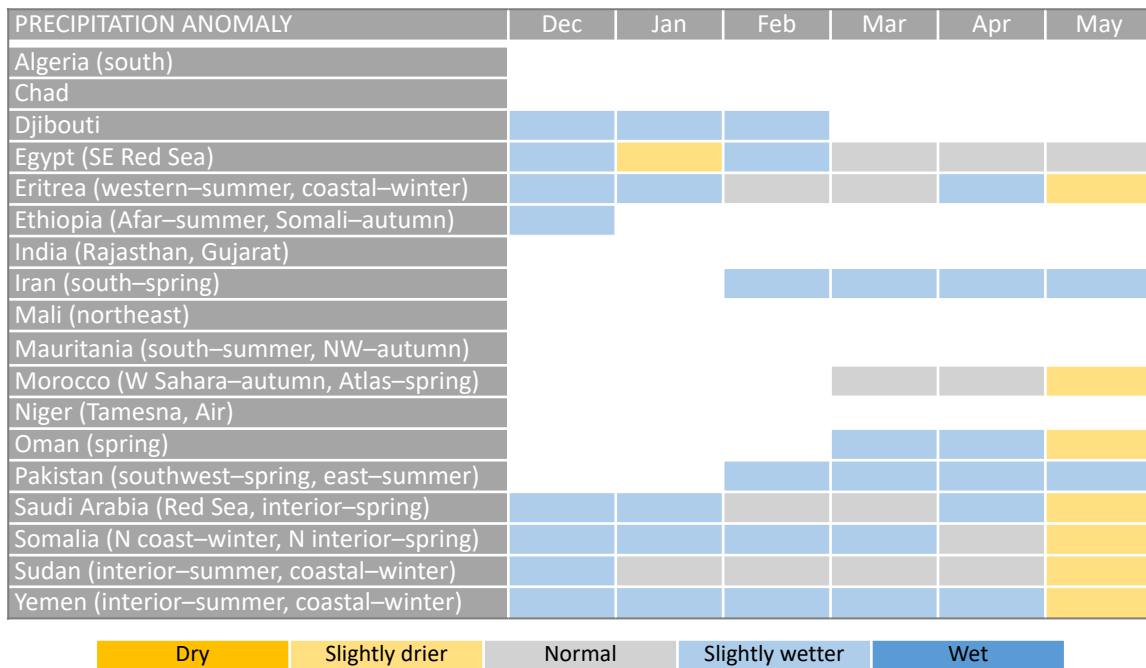 PRECIPITATION ANOMALY Dec Jan Feb Mar Apr May
Algeria (south)
Chad
Djibouti
Egypt (SE Red Sea)
Eritrea (western–summer, coastal–winter)
Ethiopia (Afar–summer, Somali–autumn)
India (Rajasthan, Gujarat)
Iran (south–spring)
Mali (northeast)
Mauritania (south–summer, NW–autumn)
Morocco (W Sahara–autumn, Atlas–spring)
Niger (Tamesna, Air)
Oman (spring)
Pakistan (southwest–spring, east–summer)
Saudi Arabia (Red Sea, interior–spring)
Somalia (N coast–winter, N interior–spring)
Sudan (interior–summer, coastal–winter)
Yemen (interior–summer, coastal–winter)
Dry Slightly drier Normal Slightly wetter Wet